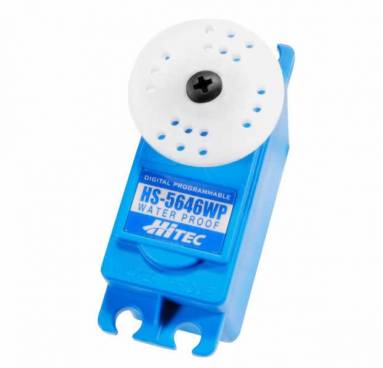 DIGITAL PROGRAMMABLE
HS-5646WP
WATER PROOF
HiTEC